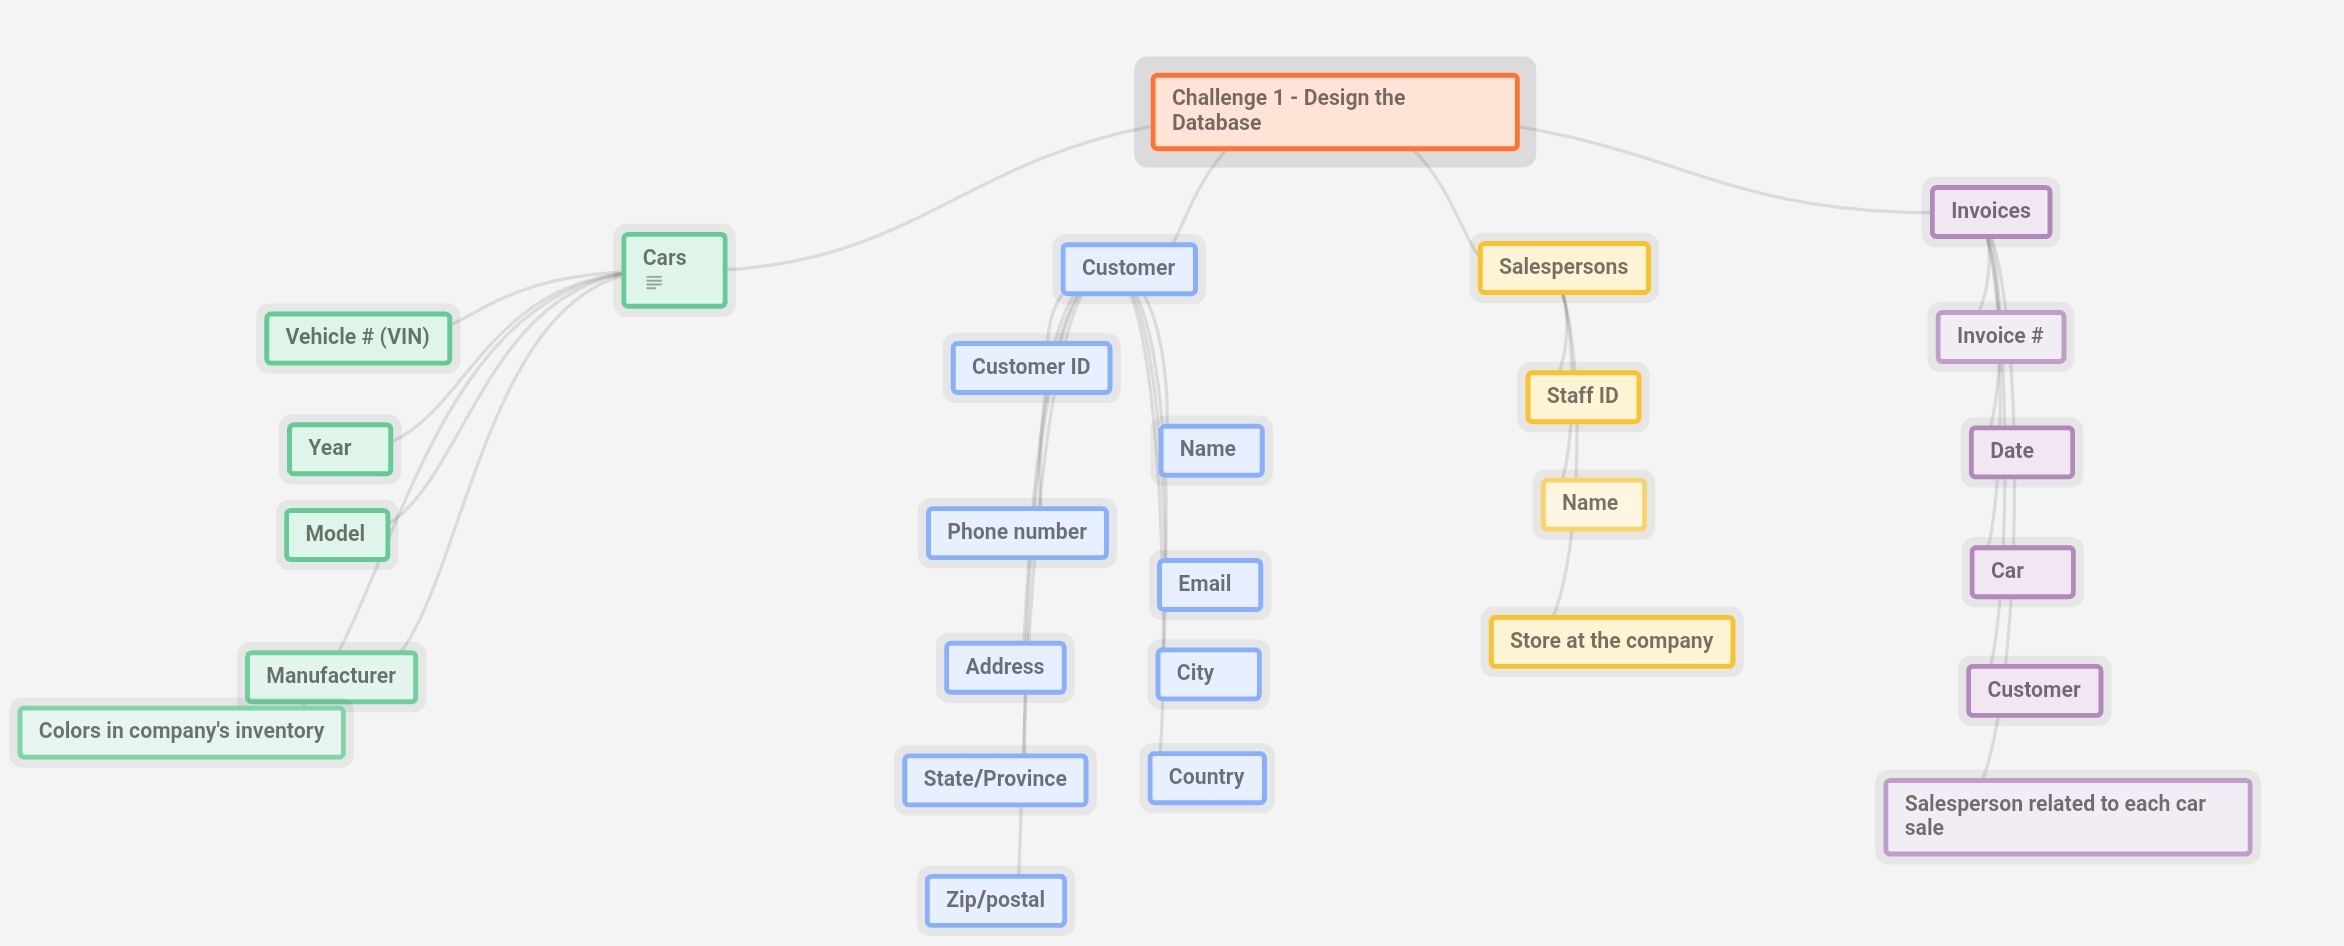 Challenge 1 - Design the
Database
Cars
Vehicle # (VIN)
Year
Model
Manufacturer
Colors in company's inventory
Customer
Customer ID
Name
Phone number
Email
Address
City
State/Province
Country
Zip/postal
Salespersons
Staff ID
Name
Store at the company
Invoices
Invoice #
Date
Car
Customer
Salesperson related to each car
sale